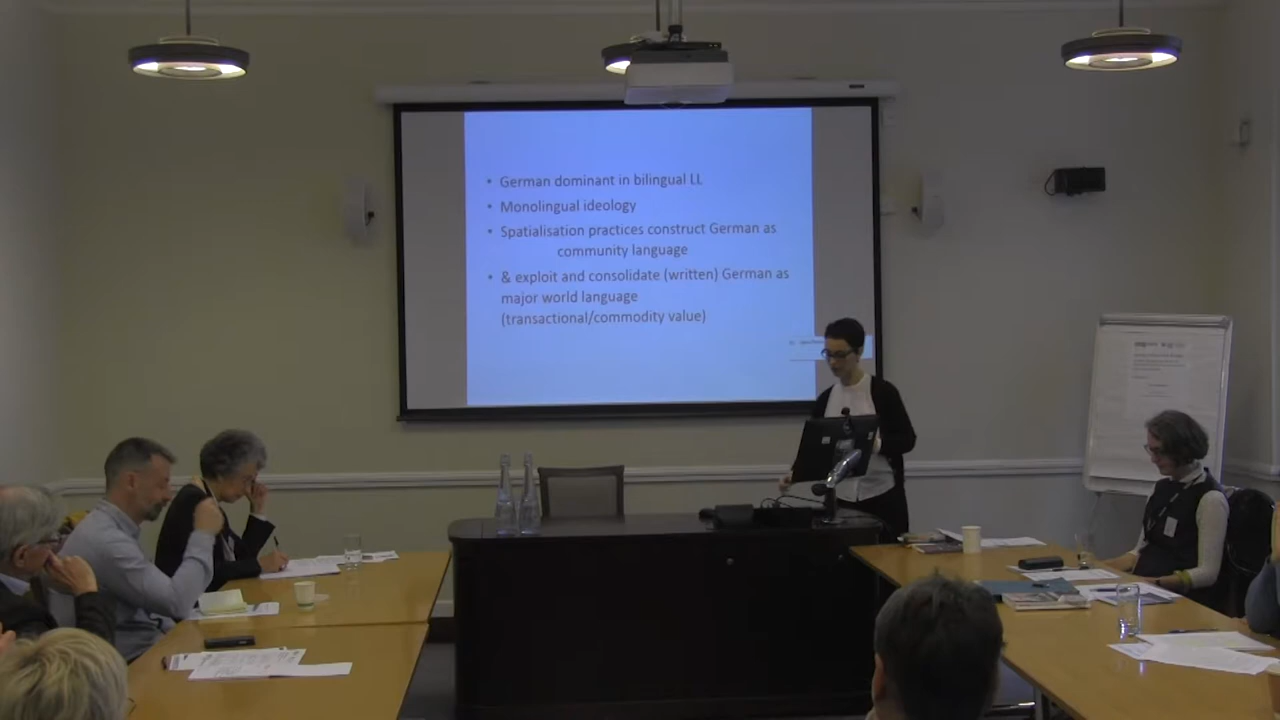 • German dominant in bilingual LL
• Monolingual ideology
• Spatialisation practices construct German as
community language
• & exploit and consolidate (written) German as
major world language
(transactional/commodity value)